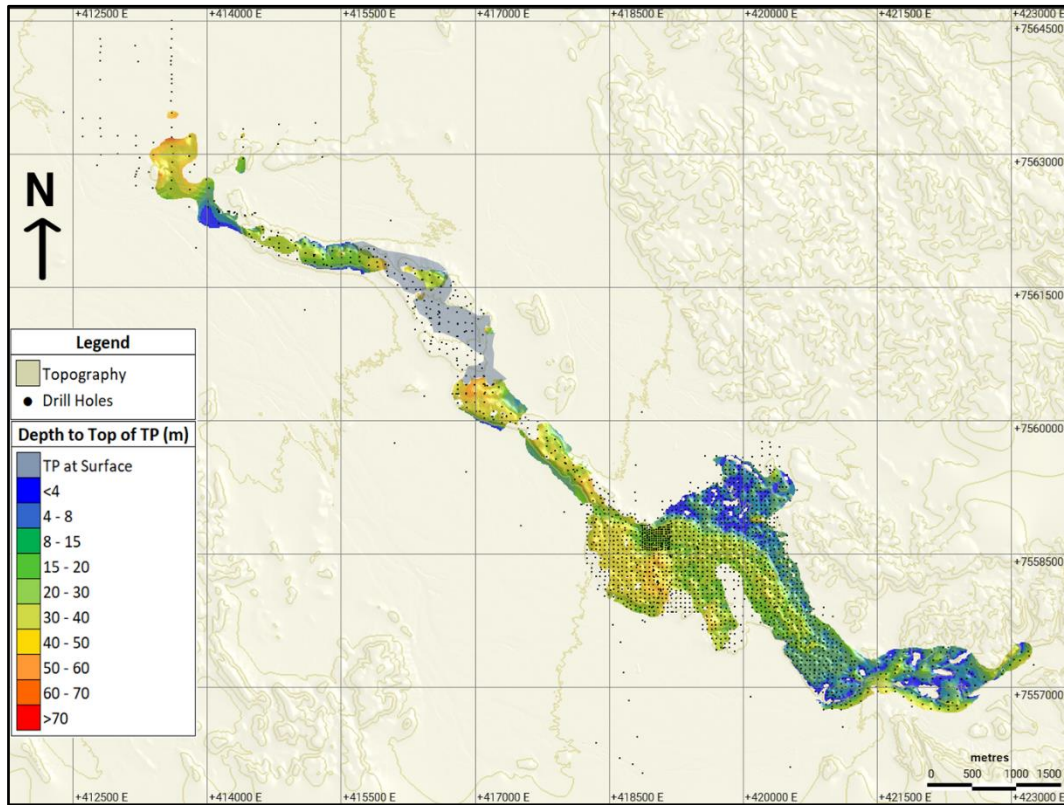 +412500 E +414000 E +415500 E +417000 E +418500 E +420000 E +421500 E +423000 E
+7564500
+7563000
N
+7561500
Legend
Topography
Drill Holes
+7560000
Depth to Top of TP (m)
TP at Surface
<4
4 - 8
8 - 15
15 - 20
20 - 30
30 - 40
40 - 50
50 - 60
60 - 70
>70
+7558500
+7557000
metres
0 500 1000 1500
+412500 E +414000 E +415500 E +417000 E +418500 E +420000 E +421500 E +423000 E